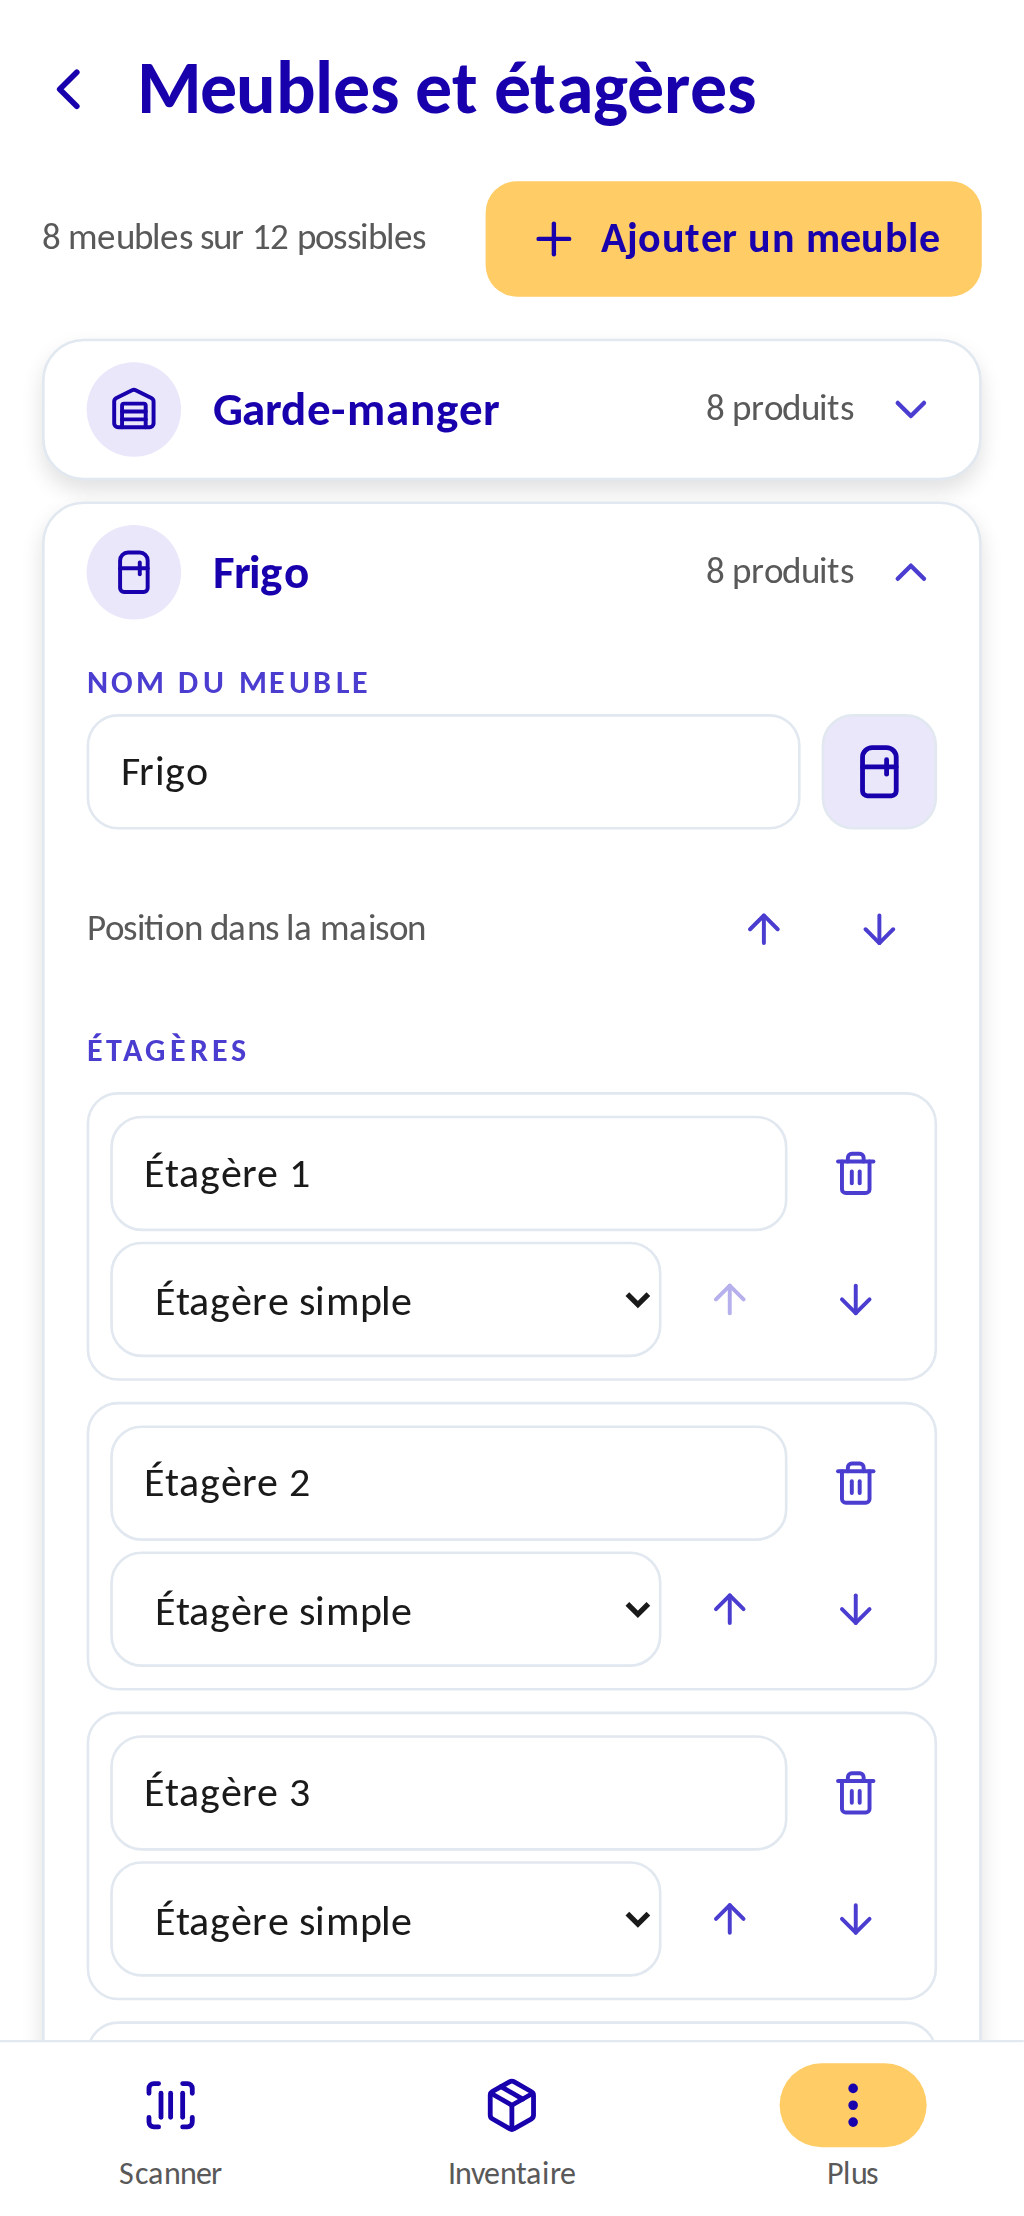 Meubles et étagères
8 meubles sur 12 possibles
Ajouter un meuble
Garde-manger
8 produits
Frigo
8 produits
NOM DU MEUBLE
Frigo
Position dans la maison
ÉTAGÈRES
Étagère 1
Étagère simple
Étagère 2
Étagère simple
Étagère 3
Étagère simple
Scanner
Inventaire
Plus